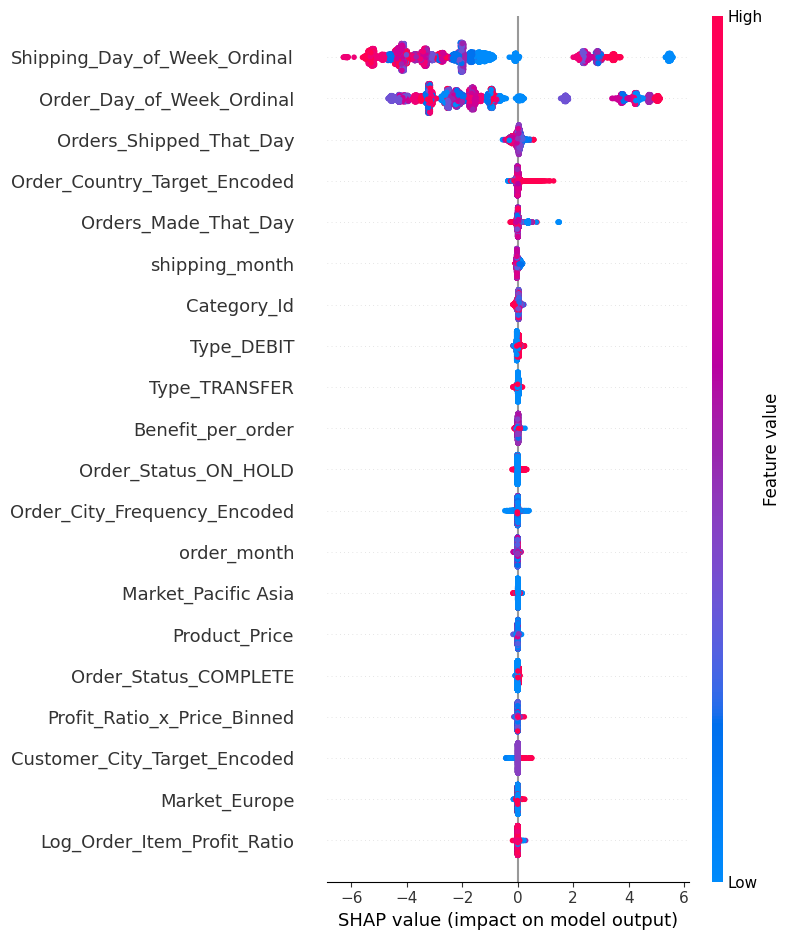 High
Shipping_Day_of_Week_Ordinal
Order_Day_of_Week_Ordinal
Orders_Shipped_That_Day
Order_Country_Target_Encoded
Orders_Made_That_Day
shipping_month
Category_Id
Type_DEBIT
Type_TRANSFER
Benefit_per_order
Order_Status_ON_HOLD
Order_City_Frequency_Encoded
order_month
Market_Pacific Asia
Product_Price
Order_Status_COMPLETE
Profit_Ratio_x_Price_Binned
Customer_City_Target_Encoded
Market_Europe
Log_Order_Item_Profit_Ratio
Feature value
Low
−6 −4 −2 0 2 4 6
SHAP value (impact on model output)